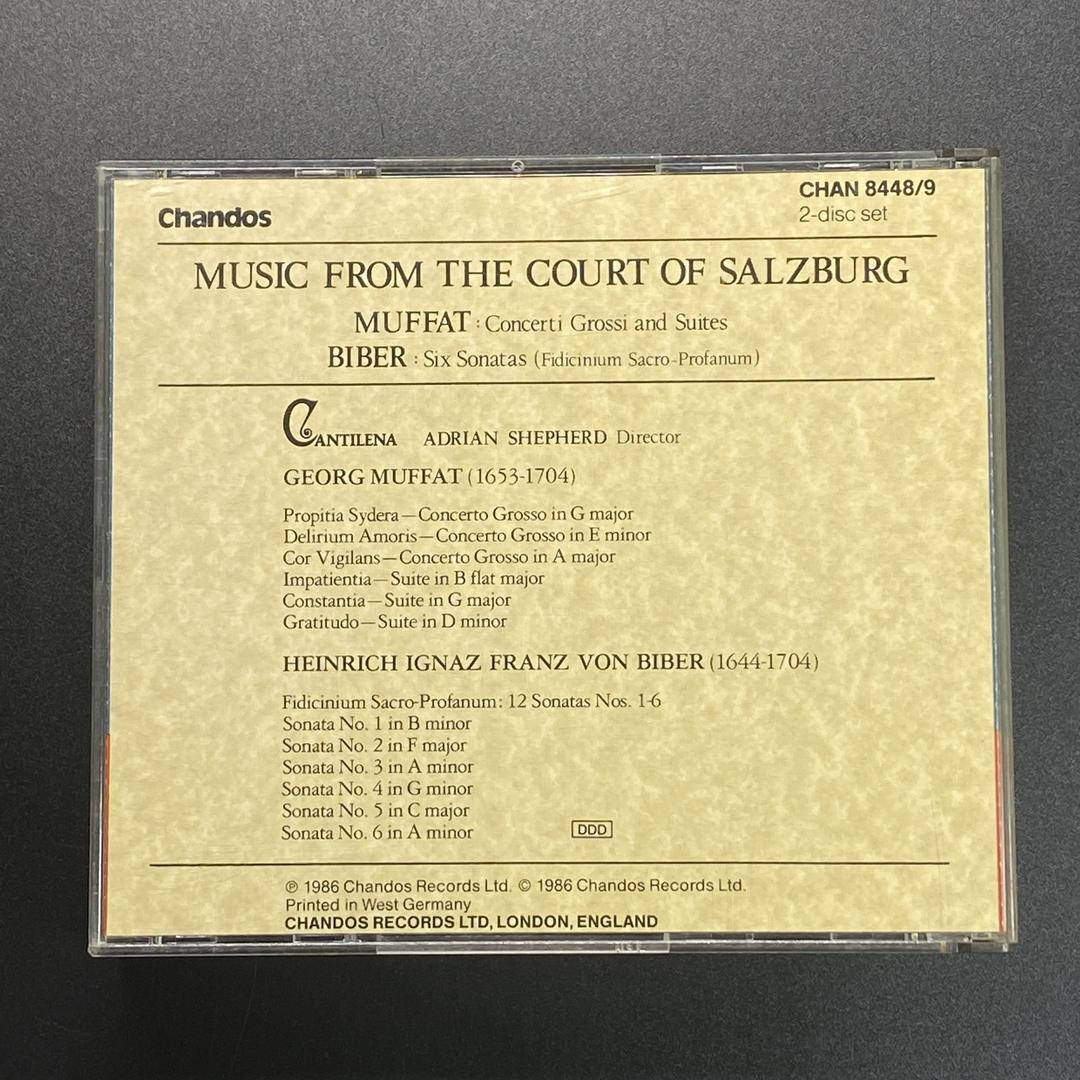 Chandos
CHAN 8448/9
2-disc set
MUSIC FROM THE COURT OF SALZBURG
MUFFAT : Concerti Grossi and Suites
BIBER : Six Sonatas (Fidicinium Sacro-Profanum)
CANTILENA ADRIAN SHEPHERD Director
GEORG MUFFAT (1653-1704)
Propitia Sydera—Concerto Grosso in G major
Delirium Amoris—Concerto Grosso in E minor
Cor Vigilans—Concerto Grosso in A major
Impatientia—Suite in B flat major
Constantia—Suite in G major
Gratitudo—Suite in D minor
HEINRICH IGNAZ FRANZ VON BIBER (1644-1704)
Fidicinium Sacro-Profanum: 12 Sonatas Nos. 1-6
Sonata No. 1 in B minor
Sonata No. 2 in F major
Sonata No. 3 in A minor
Sonata No. 4 in G minor
Sonata No. 5 in C major
Sonata No. 6 in A minor
DDD
℗ 1986 Chandos Records Ltd. © 1986 Chandos Records Ltd.
Printed in West Germany
CHANDOS RECORDS LTD, LONDON, ENGLAND